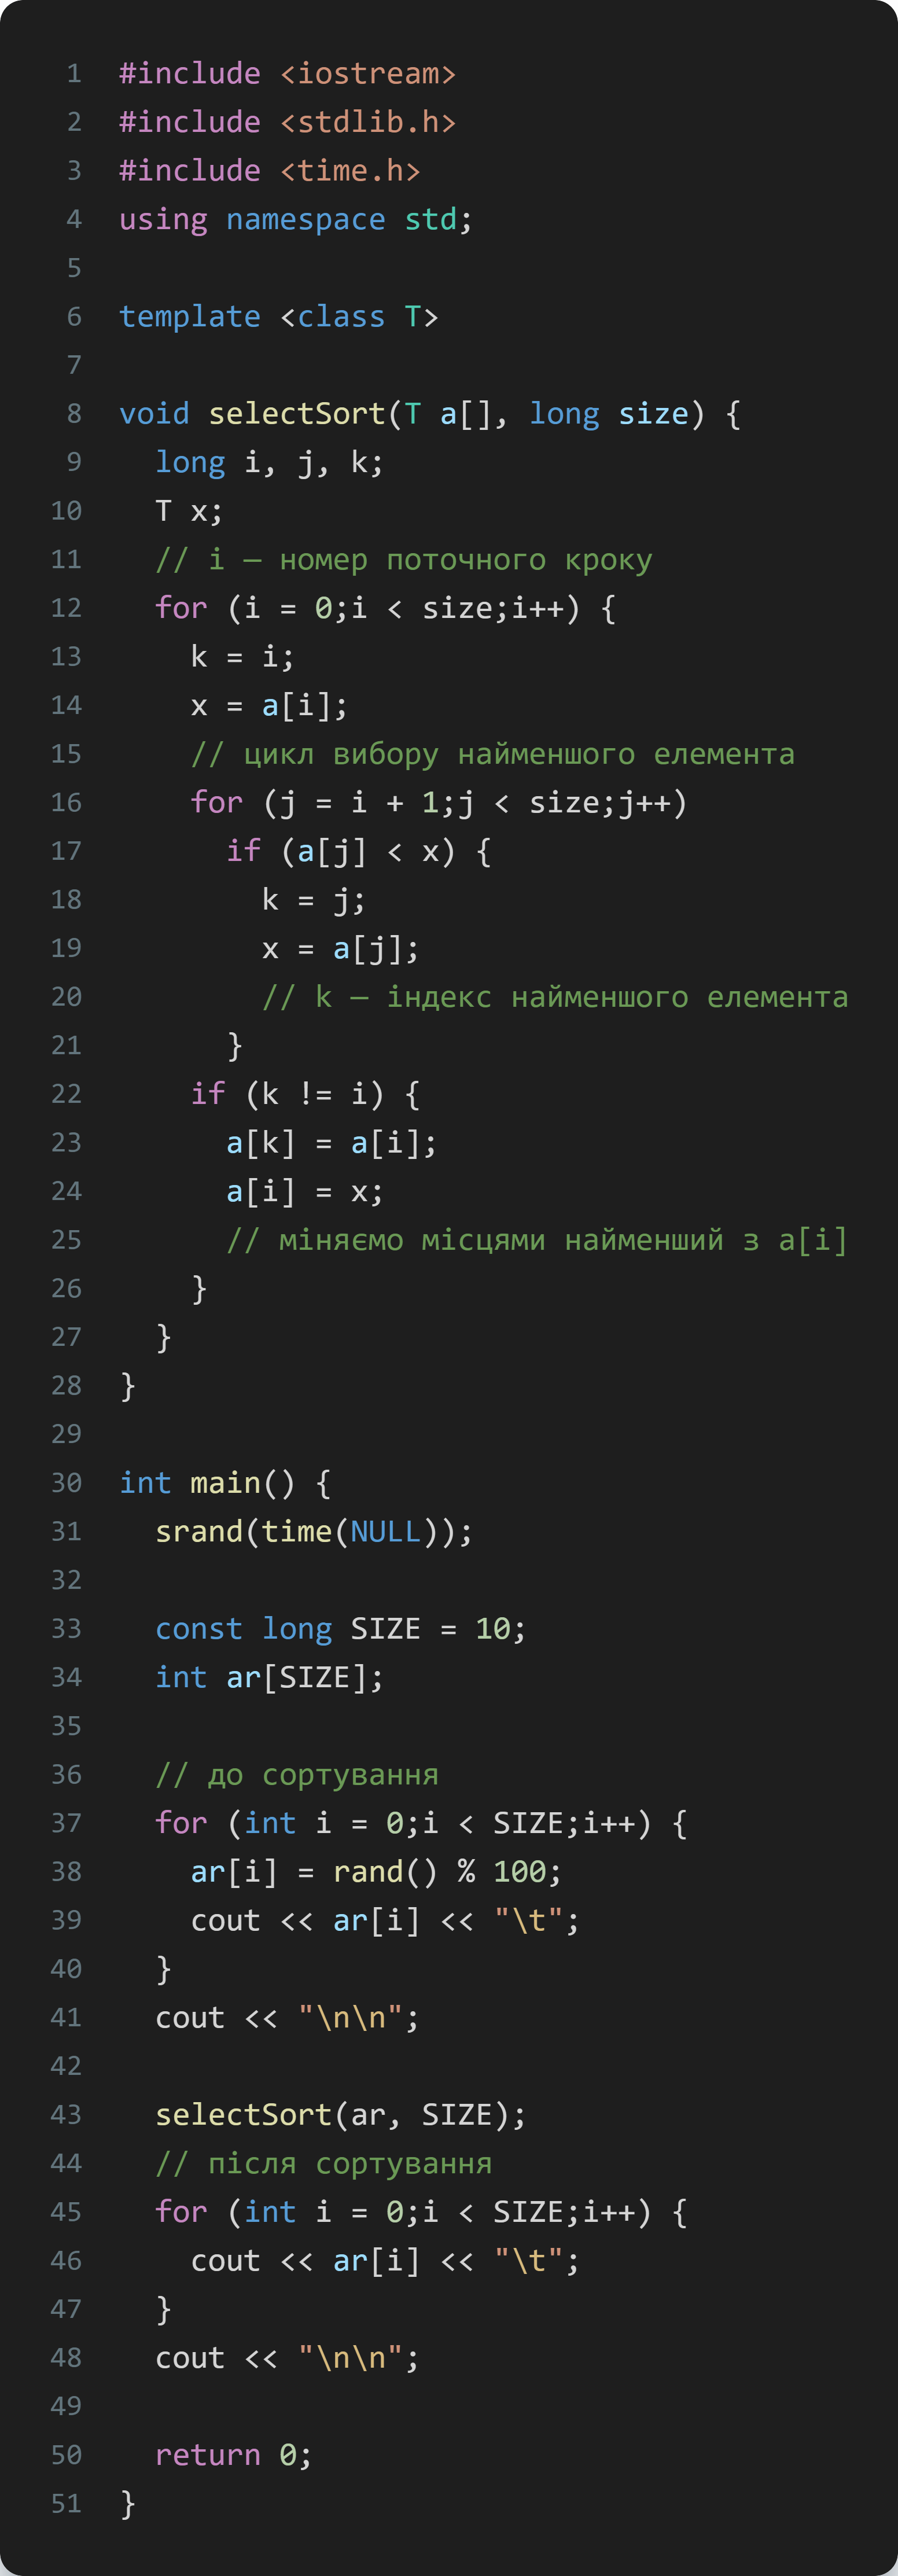 1 #include <iostream>
2 #include <stdlib.h>
3 #include <time.h>
4 using namespace std;
5
6 template <class T>
7
8 void selectSort(T a[], long size) {
9   long i, j, k;
10   T x;
11   // i – номер поточного кроку
12   for (i = 0;i < size;i++) {
13     k = i;
14     x = a[i];
15     // цикл вибору найменшого елемента
16     for (j = i + 1;j < size;j++)
17       if (a[j] < x) {
18         k = j;
19         x = a[j];
20         // k – індекс найменшого елемента
21       }
22     if (k != i) {
23       a[k] = a[i];
24       a[i] = x;
25       // міняємо місцями найменший з a[i]
26     }
27   }
28 }
29
30 int main() {
31   srand(time(NULL));
32
33   const long SIZE = 10;
34   int ar[SIZE];
35
36   // до сортування
37   for (int i = 0;i < SIZE;i++) {
38     ar[i] = rand() % 100;
39     cout << ar[i] << "\t";
40   }
41   cout << "\n\n";
42
43   selectSort(ar, SIZE);
44   // після сортування
45   for (int i = 0;i < SIZE;i++) {
46     cout << ar[i] << "\t";
47   }
48   cout << "\n\n";
49
50   return 0;
51 }